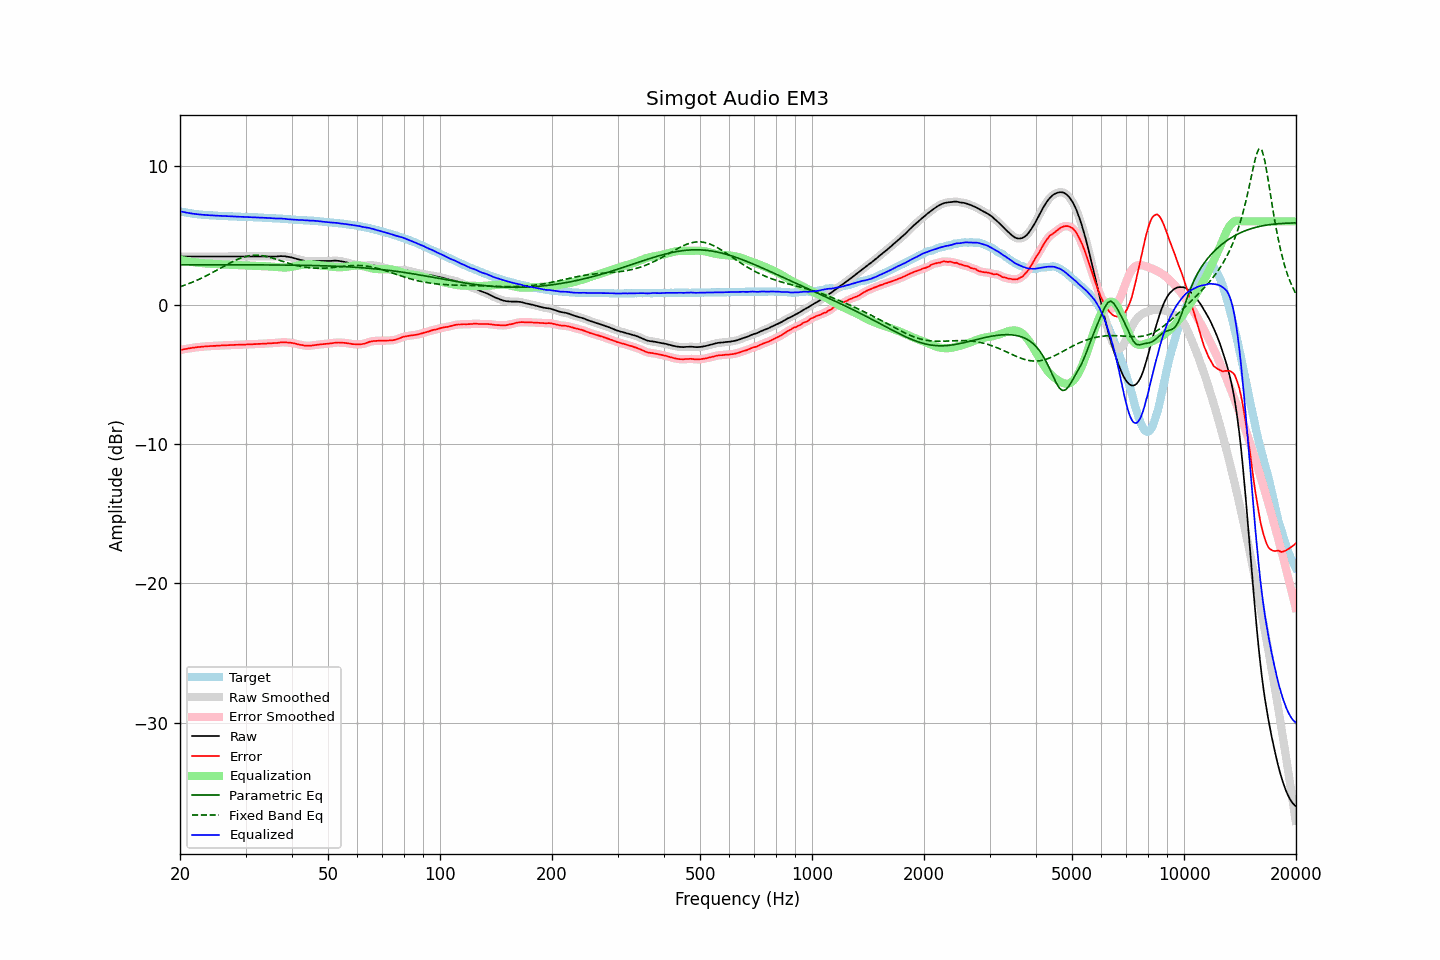 Simgot Audio EM3
10
0
−10
−20
−30
Amplitude (dBr)
Target
Raw Smoothed
Error Smoothed
Raw
Error
Equalization
Parametric Eq
Fixed Band Eq
Equalized
20 50 100 200 500 1000 2000 5000 10000 20000
Frequency (Hz)